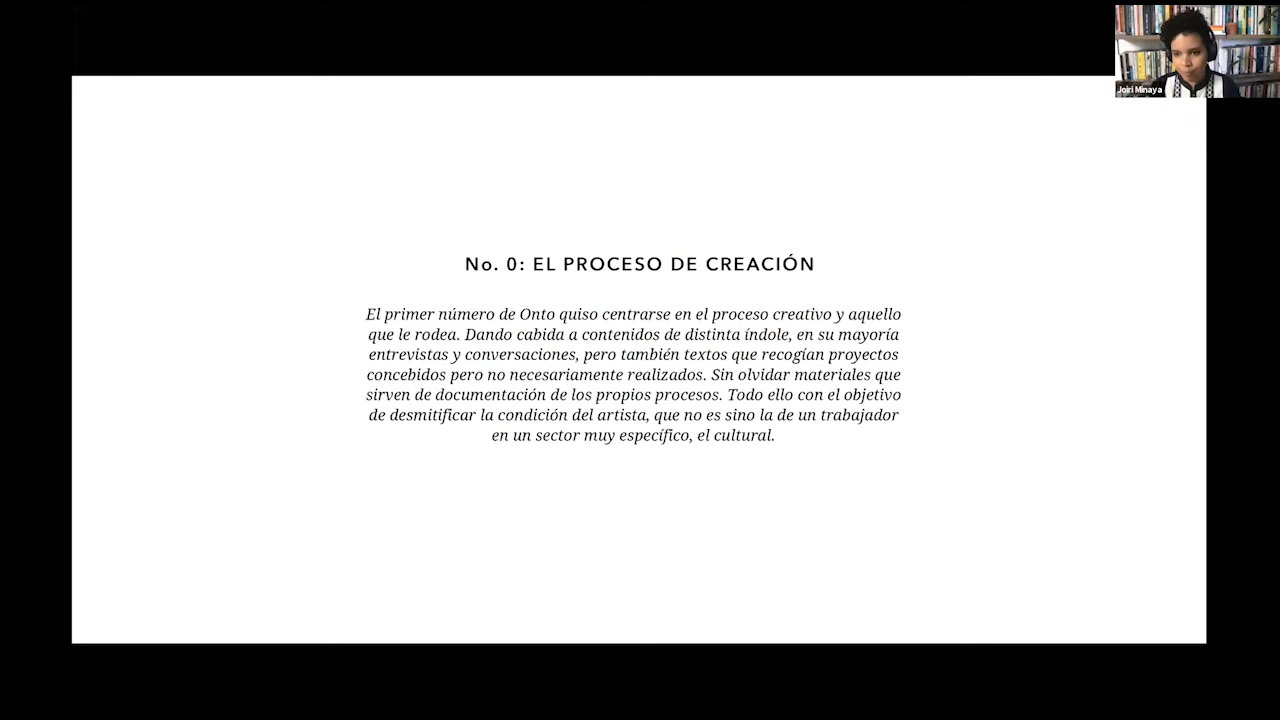 Joiri Minaya
No. 0: EL PROCESO DE CREACIÓN
El primer número de Onto quiso centrarse en el proceso creativo y aquello
que le rodea. Dando cabida a contenidos de distinta índole, en su mayoría
entrevistas y conversaciones, pero también textos que recogían proyectos
concebidos pero no necesariamente realizados. Sin olvidar materiales que
sirven de documentación de los propios procesos. Todo ello con el objetivo
de desmitificar la condición del artista, que no es sino la de un trabajador
en un sector muy específico, el cultural.